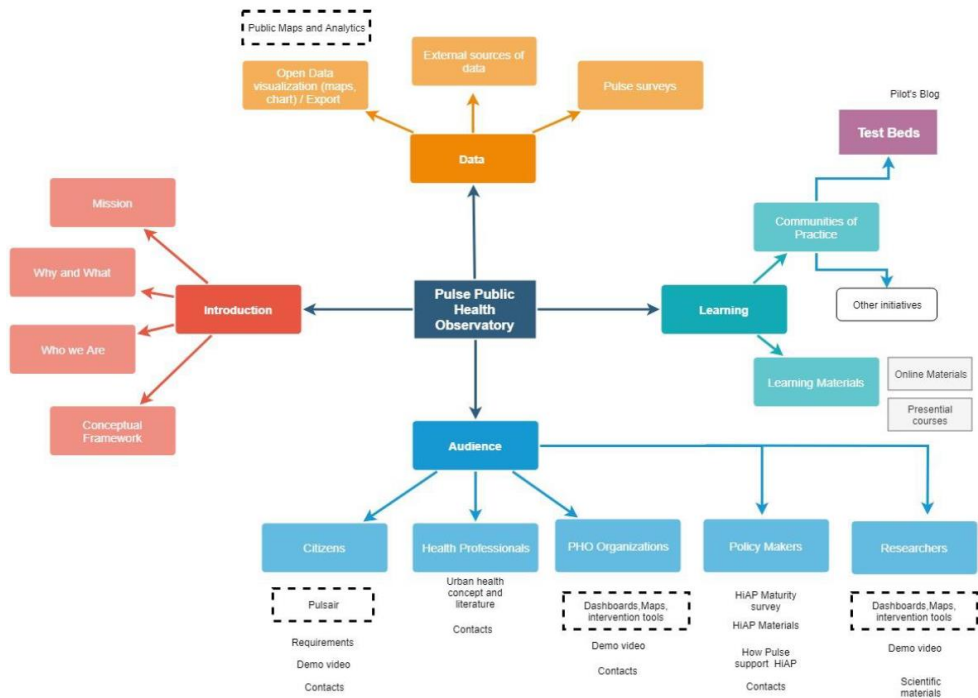 Public Maps and Analytics
Open Data
visualization (maps,
chart) / Export
External sources of
data
Pulse surveys
Data
Pilot's Blog
Test Beds
Mission
Why and What
Who we Are
Conceptual
Framework
Introduction
Pulse Public
Health
Observatory
Learning
Communities of
Practice
Other initiatives
Learning Materials
Online Materials
Presential
courses
Audience
Citizens
Pulsair
Requirements
Demo video
Contacts
Health Professionals
Urban health
concept and
literature
Contacts
PHO Organizations
Dashboards,Maps,
intervention tools
Demo video
Contacts
Policy Makers
HiAP Maturity
survey
HiAP Materials
How Pulse
support HiAP
Contacts
Researchers
Dashboards,Maps,
intervention tools
Demo video
Scientific
materials